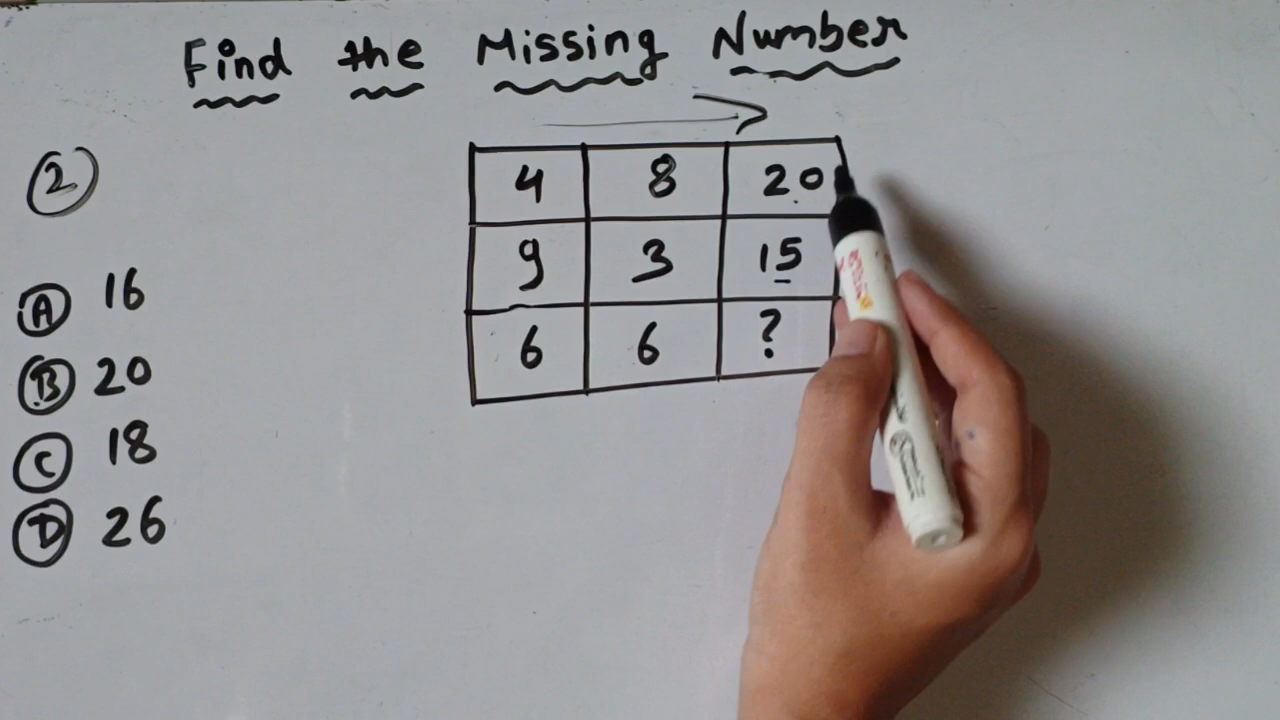 Find the Missing Number
2
4 8 20
9 3 15
6 6 ?
A 16
B 20
C 18
D 26